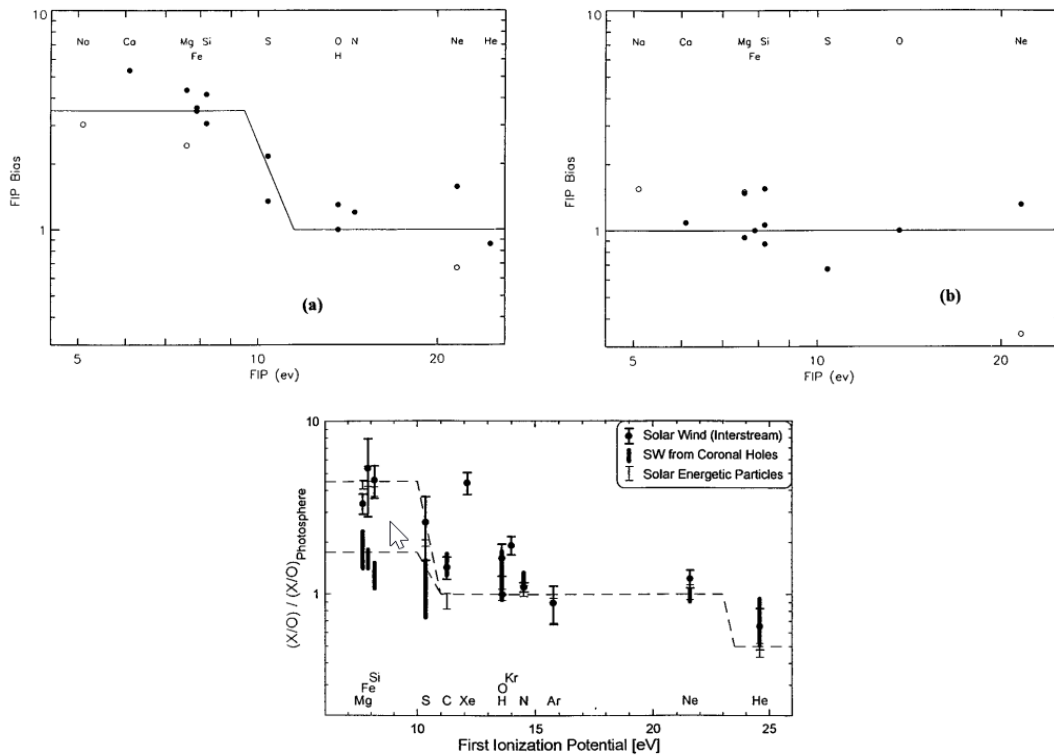 10
Na Ca Mg Si S O N Ne He
Fe H
FIP Bias
1
(a)
5 10 20
FIP (ev)
10
Na Ca Mg Si S O Ne
Fe
FIP Bias
1
(b)
5 10 20
FIP (ev)
10
Solar Wind (Interstream)
SW from Coronal Holes
Solar Energetic Particles
(X/O) / (X/O)Photosphere
1
Si Kr
Fe O
Mg S C Xe H N Ar Ne He
10 15 20 25
First Ionization Potential [eV]